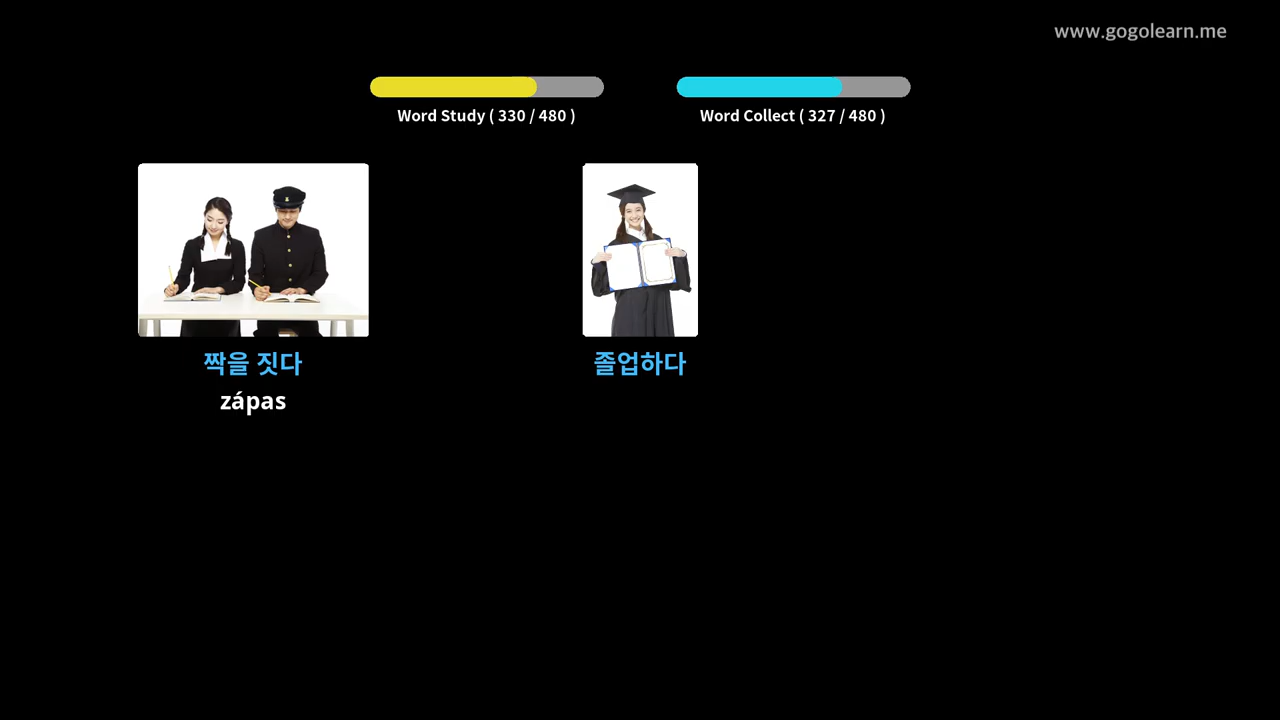 www.gogolearn.me
Word Study ( 330 / 480 )
Word Collect ( 327 / 480 )
짝을 짓다
졸업하다
zápas